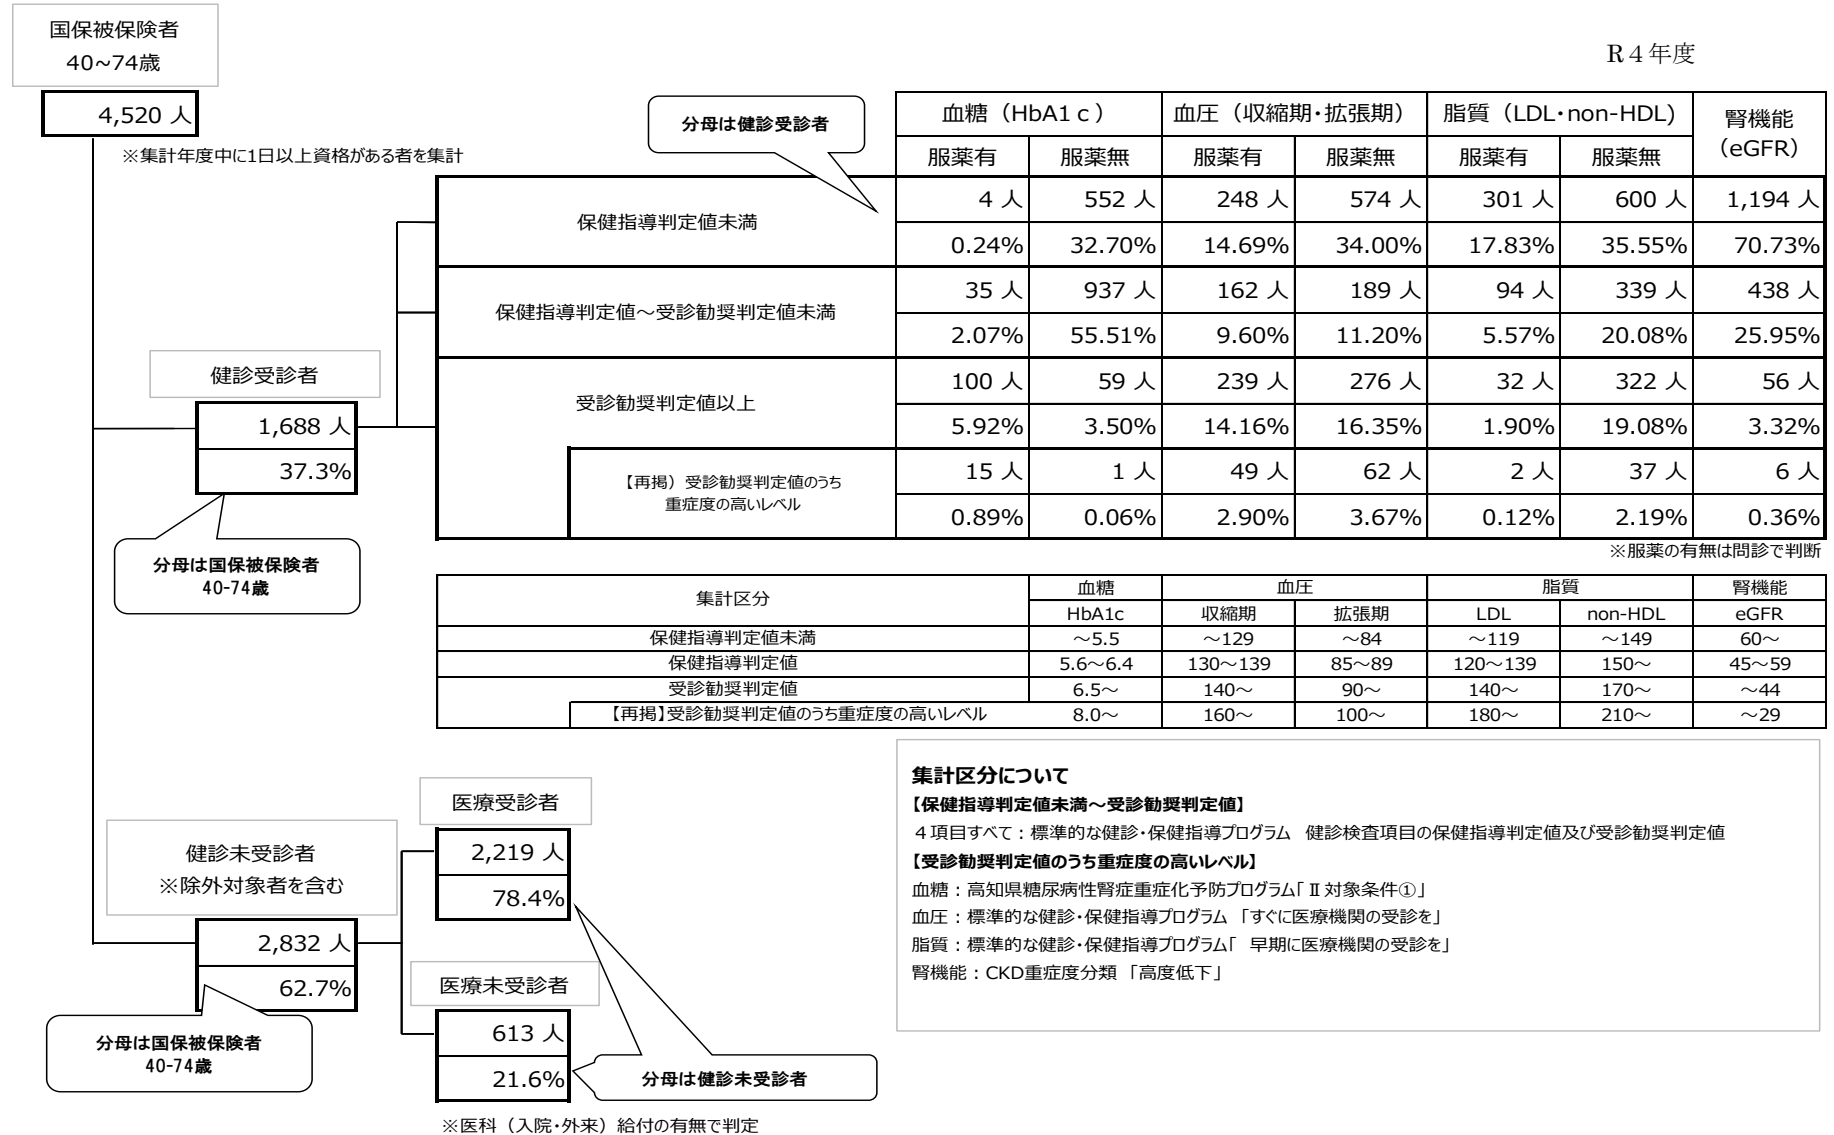 国保被保険者
40~74歳
4,520 人
※集計年度中に1日以上資格がある者を集計
R４年度
分母は健診受診者
血糖（HbA1ｃ） 血圧（収縮期・拡張期） 脂質（LDL・non-HDL) 腎機能
（eGFR）
服薬有 服薬無 服薬有 服薬無 服薬有 服薬無
保健指導判定値未満
4 人 552 人 248 人 574 人 301 人 600 人 1,194 人
0.24% 32.70% 14.69% 34.00% 17.83% 35.55% 70.73%
保健指導判定値～受診勧奨判定値未満
35 人 937 人 162 人 189 人 94 人 339 人 438 人
2.07% 55.51% 9.60% 11.20% 5.57% 20.08% 25.95%
受診勧奨判定値以上
100 人 59 人 239 人 276 人 32 人 322 人 56 人
5.92% 3.50% 14.16% 16.35% 1.90% 19.08% 3.32%
【再掲）受診勧奨判定値のうち
重症度の高いレベル
15 人 1 人 49 人 62 人 2 人 37 人 6 人
0.89% 0.06% 2.90% 3.67% 0.12% 2.19% 0.36%
※服薬の有無は問診で判断
健診受診者
1,688 人
37.3%
分母は国保被保険者
40-74歳
集計区分 血糖 血圧 脂質 腎機能
HbA1c 収縮期 拡張期 LDL non-HDL eGFR
保健指導判定値未満 ～5.5 ～129 ～84 ～119 ～149 60～
保健指導判定値 5.6～6.4 130～139 85～89 120～139 150～ 45～59
受診勧奨判定値 6.5～ 140～ 90～ 140～ 170～ ～44
【再掲】受診勧奨判定値のうち重症度の高いレベル 8.0～ 160～ 100～ 180～ 210～ ～29
集計区分について
【保健指導判定値未満～受診勧奨判定値】
４項目すべて：標準的な健診・保健指導プログラム 健診検査項目の保健指導判定値及び受診勧奨判定値
【受診勧奨判定値のうち重症度の高いレベル】
血糖：高知県糖尿病性腎症重症化予防プログラム「Ⅱ対象条件①」
血圧：標準的な健診・保健指導プログラム 「すぐに医療機関の受診を」
脂質：標準的な健診・保健指導プログラム「 早期に医療機関の受診を」
腎機能：CKD重症度分類 「高度低下」
健診未受診者
※除外対象者を含む
2,832 人
62.7%
分母は国保被保険者
40-74歳
医療受診者
2,219 人
78.4%
医療未受診者
613 人
21.6%
分母は健診未受診者
※医科（入院・外来）給付の有無で判定